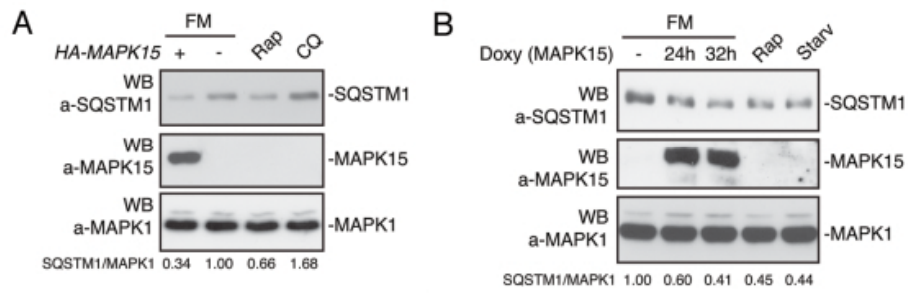 A
FM
HA-MAPK15 + - Rap CQ
WB
a-SQSTM1
-SQSTM1
WB
a-MAPK15
-MAPK15
WB
a-MAPK1
-MAPK1
SQSTM1/MAPK1 0.34 1.00 0.66 1.68
B
FM
Doxy (MAPK15) - 24h 32h Rap Starv
WB
a-SQSTM1
-SQSTM1
WB
a-MAPK15
-MAPK15
WB
a-MAPK1
-MAPK1
SQSTM1/MAPK1 1.00 0.60 0.41 0.45 0.44